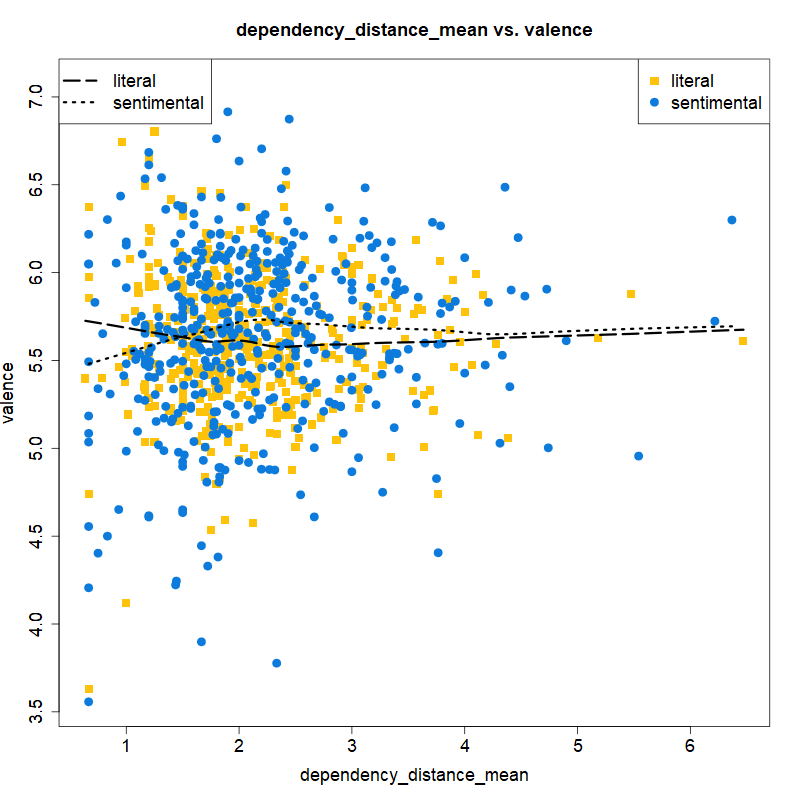 dependency_distance_mean vs. valence
literal
sentimental
literal
sentimental
valence
7.0
6.5
6.0
5.5
5.0
4.5
4.0
3.5
1 2 3 4 5 6
dependency_distance_mean